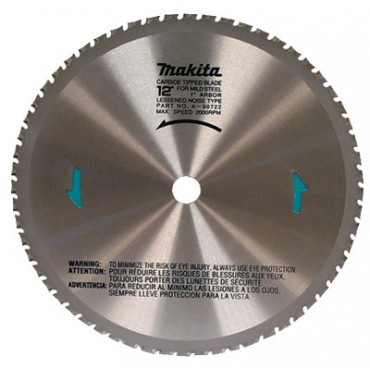 makita
CARBIDE TIPPED BLADE
12" FOR MILD STEEL
1" ARBOR
LESSENED NOISE TYPE
PART NO. A-90722
MAX. SPEED 2000RPM
WARNING: —TO MINIMIZE THE RISK OF EYE INJURY, ALWAYS USE EYE PROTECTION.
ATTENTION: POUR RÉDUIRE LES RISQUES DE BLESSURES AUX YEUX,
TOUJOURS PORTER DES LUNETTES DE SÉCURITÉ
ADVERTENCIA: PARA REDUCIR AL MINIMO LAS LESIONES A LOS OJOS,
SIEMPRE LLEVE PROTECCIÓN PARA LA VISTA